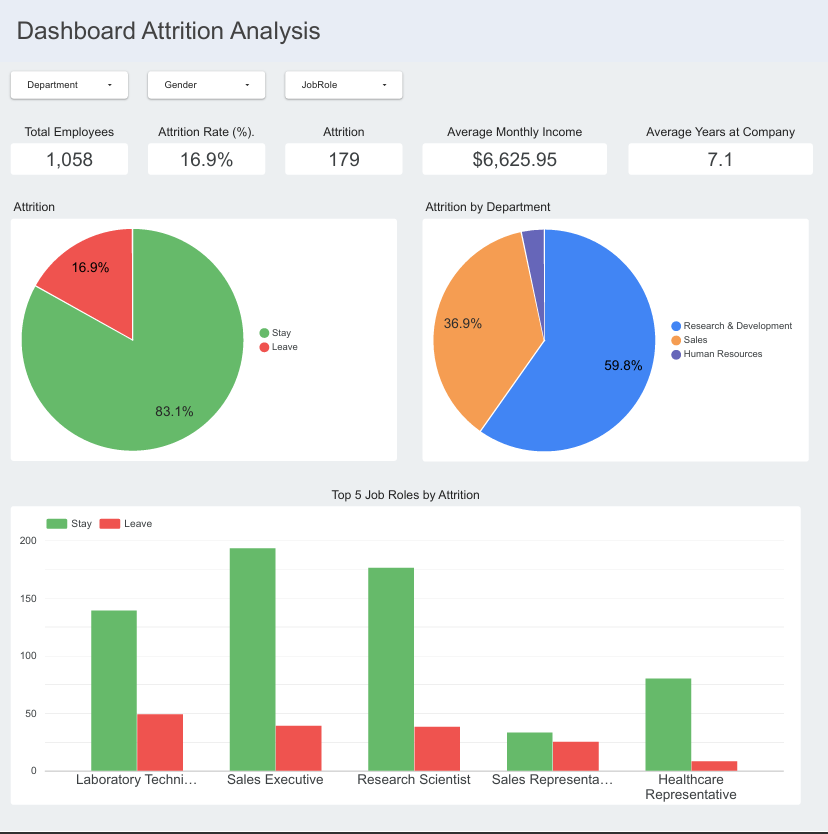 Dashboard Attrition Analysis
Department
Gender
JobRole
Total Employees
Attrition Rate (%).
Attrition
Average Monthly Income
Average Years at Company
1,058
16.9%
179
$6,625.95
7.1
Attrition
Attrition by Department
16.9%
83.1%
Stay
Leave
36.9%
59.8%
Research & Development
Sales
Human Resources
Top 5 Job Roles by Attrition
Stay
Leave
200
150
100
50
0
Laboratory Techni…
Sales Executive
Research Scientist
Sales Representa…
Healthcare
Representative